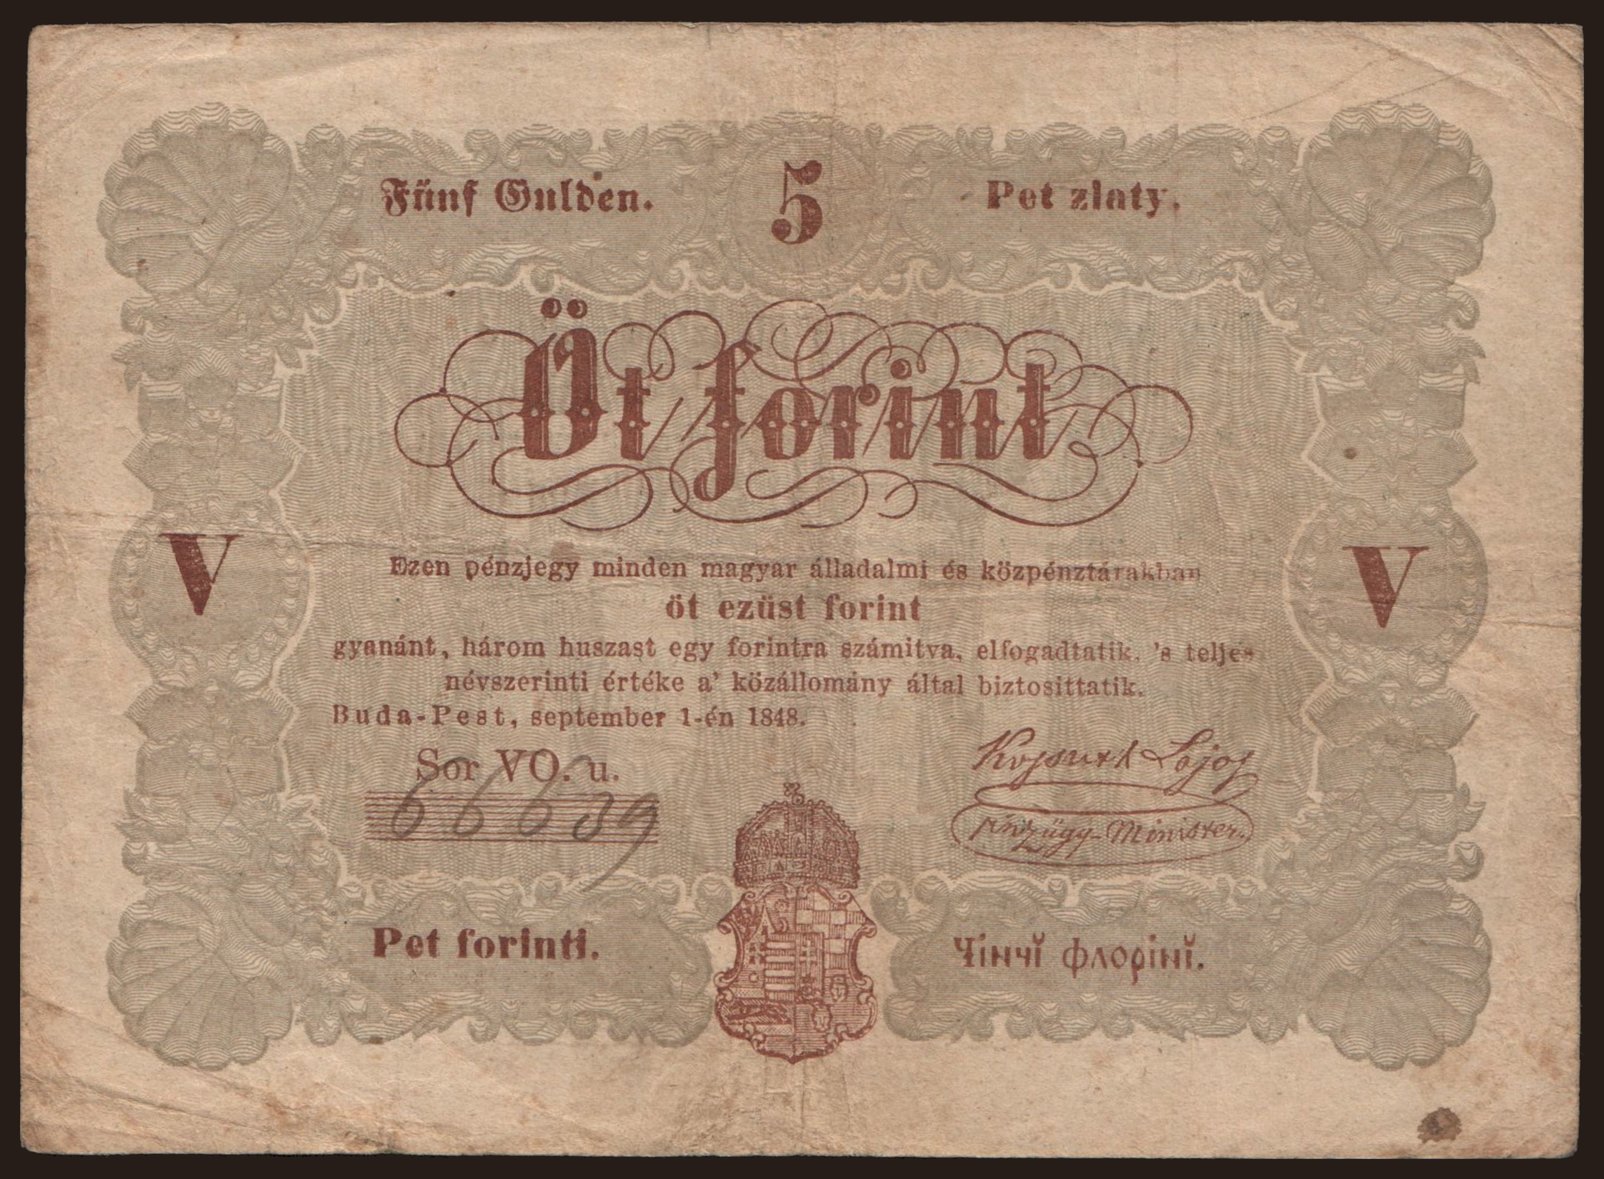 Fünf Gulden. 5 Pet zlaty.
Öt forint
V V
Ezen pénzjegy minden magyar álladalmi és közpénztárakban
öt ezüst forint
gyanánt, három huszast egy forintra számitva, elfogadtatik, 's teljes
névszerinti értéke a' közállomány által biztosittatik.
Buda-Pest, september 1-én 1848.
Sor VO. u.
66639
Kossuth Lajos
pénzügy-Minister.
Pet forinti. Чінчĭ флорінĭ.